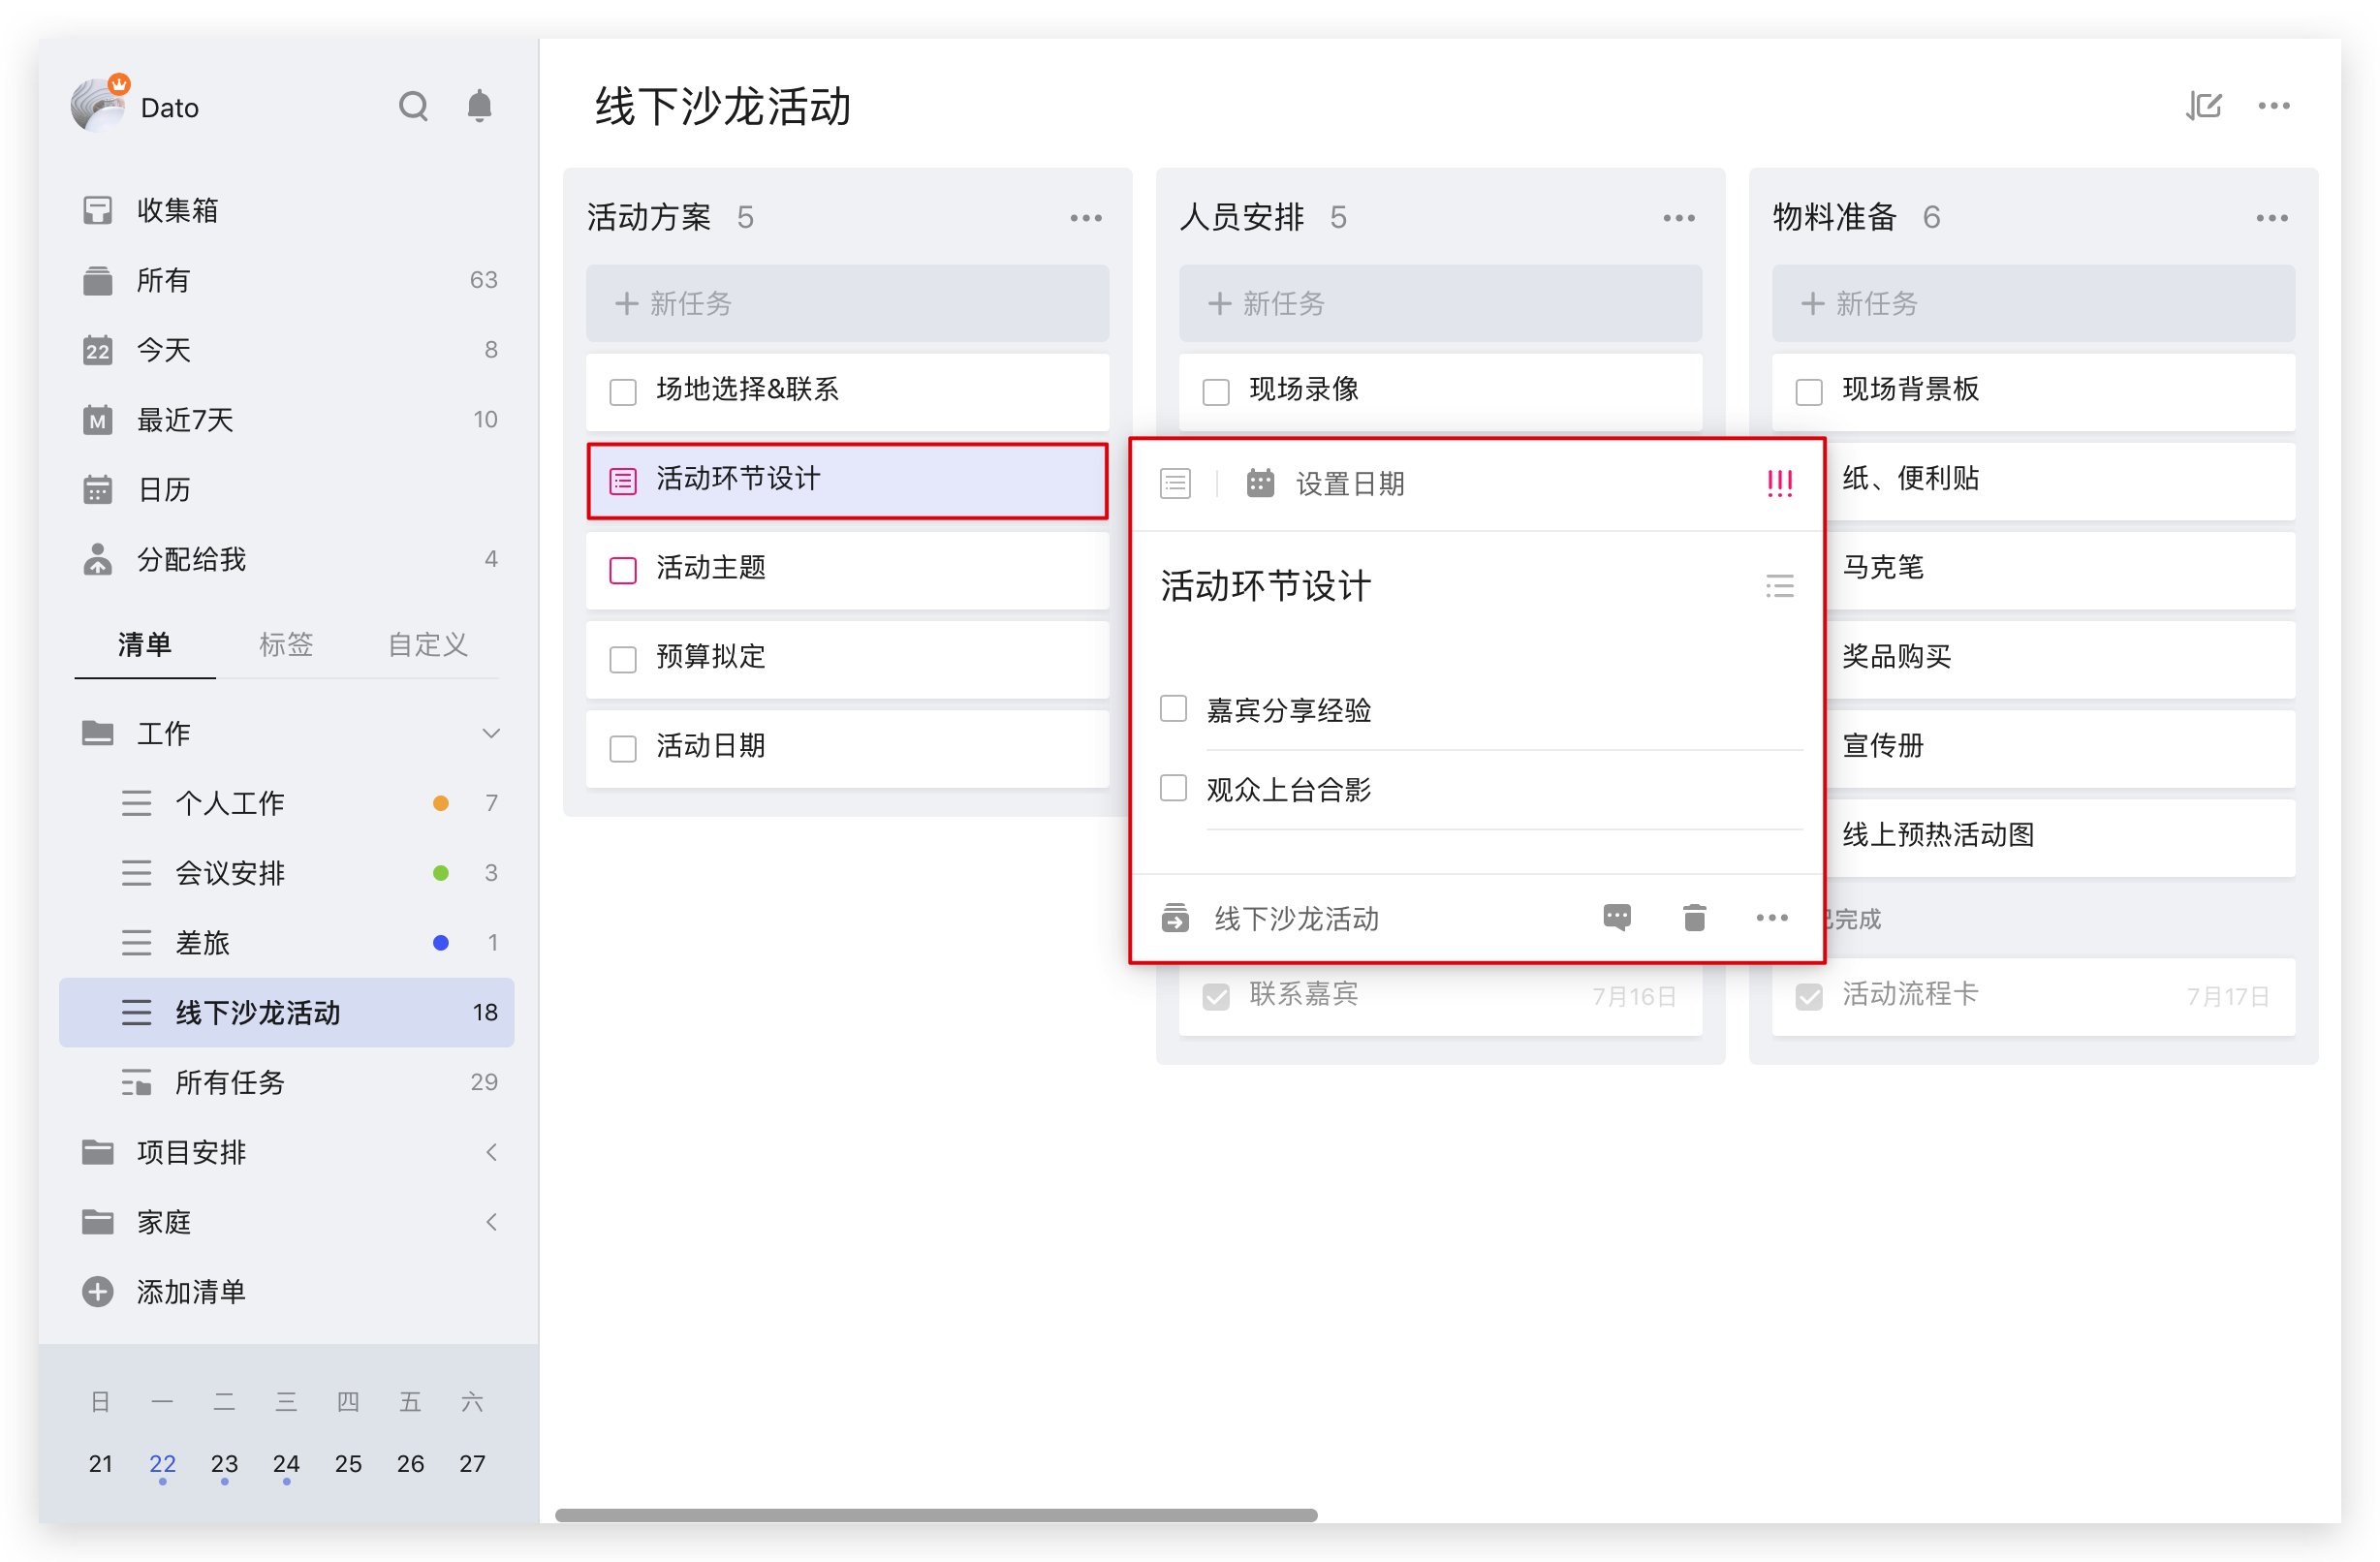 Dato
收集箱
所有 63
22 今天 8
M 最近7天 10
日历
分配给我 4
清单 标签 自定义
工作
个人工作 7
会议安排 3
差旅 1
线下沙龙活动 18
所有任务 29
项目安排
家庭
添加清单
日 一 二 三 四 五 六
21 22 23 24 25 26 27
线下沙龙活动
活动方案 5
新任务
场地选择&联系
活动环节设计
活动主题
预算拟定
活动日期
人员安排 5
新任务
现场录像
联系嘉宾 7月16日
物料准备 6
新任务
现场背景板
纸、便利贴
马克笔
奖品购买
宣传册
线上预热活动图
已完成
活动流程卡 7月17日
设置日期 !!!
活动环节设计
嘉宾分享经验
观众上台合影
线下沙龙活动